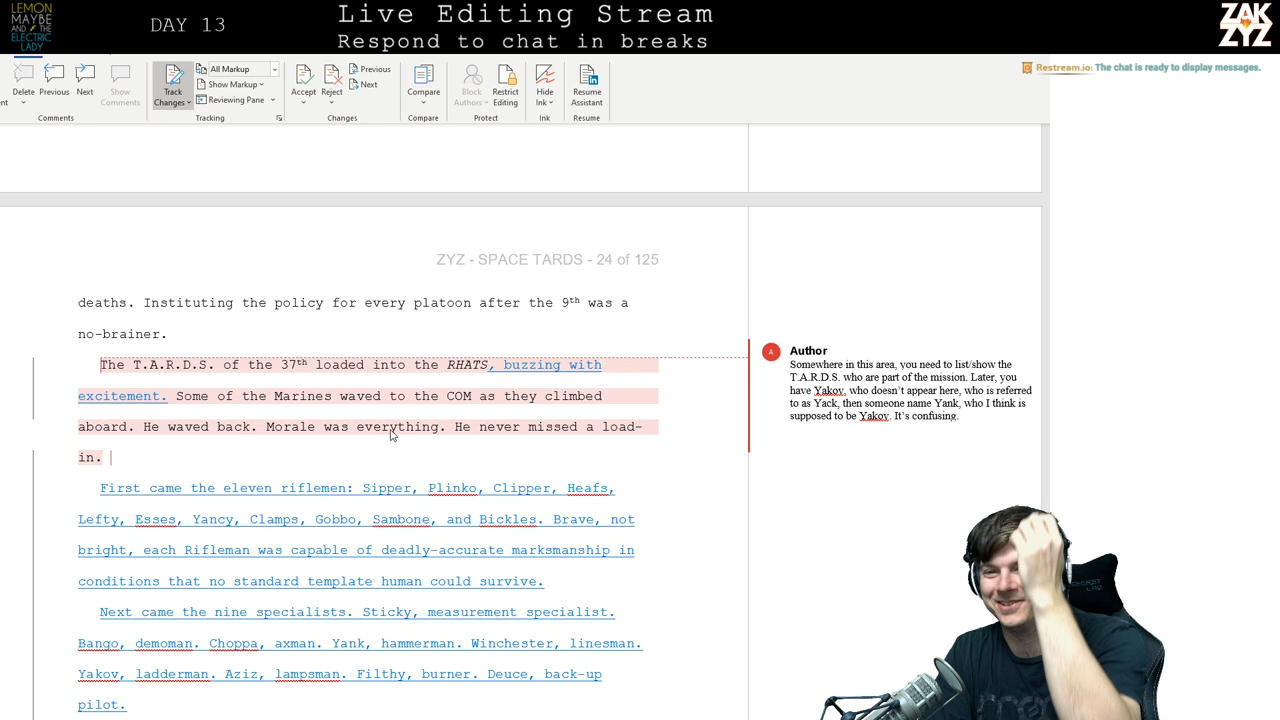 LEMON
MAYBE
AND THE
ELECTRIC
LADY
DAY 13
Live Editing Stream
Respond to chat in breaks
ZAK
ZYZ
Restream.io: The chat is ready to display messages.
Delete
Previous
Next
Show
Comments
Comments
Track
Changes
All Markup
Show Markup
Reviewing Pane
Tracking
Accept
Reject
Previous
Next
Changes
Compare
Compare
Block
Authors
Restrict
Editing
Protect
Hide
Ink
Ink
Resume
Assistant
Resume
ZYZ - SPACE TARDS - 24 of 125
deaths. Instituting the policy for every platoon after the 9th was a
no-brainer.
The T.A.R.D.S. of the 37th loaded into the RHATS, buzzing with
excitement. Some of the Marines waved to the COM as they climbed
aboard. He waved back. Morale was everything. He never missed a load-
in.
First came the eleven riflemen: Sipper, Plinko, Clipper, Heafs,
Lefty, Esses, Yancy, Clamps, Gobbo, Sambone, and Bickles. Brave, not
bright, each Rifleman was capable of deadly-accurate marksmanship in
conditions that no standard template human could survive.
Next came the nine specialists. Sticky, measurement specialist.
Bango, demoman. Choppa, axman. Yank, hammerman. Winchester, linesman.
Yakov, ladderman. Aziz, lampsman. Filthy, burner. Deuce, back-up
pilot.
A
Author
Somewhere in this area, you need to list/show the
T.A.R.D.S. who are part of the mission. Later, you
have Yakov, who doesn't appear here, who is referred
to as Yack, then someone name Yank, who I think is
supposed to be Yakov. It's confusing.